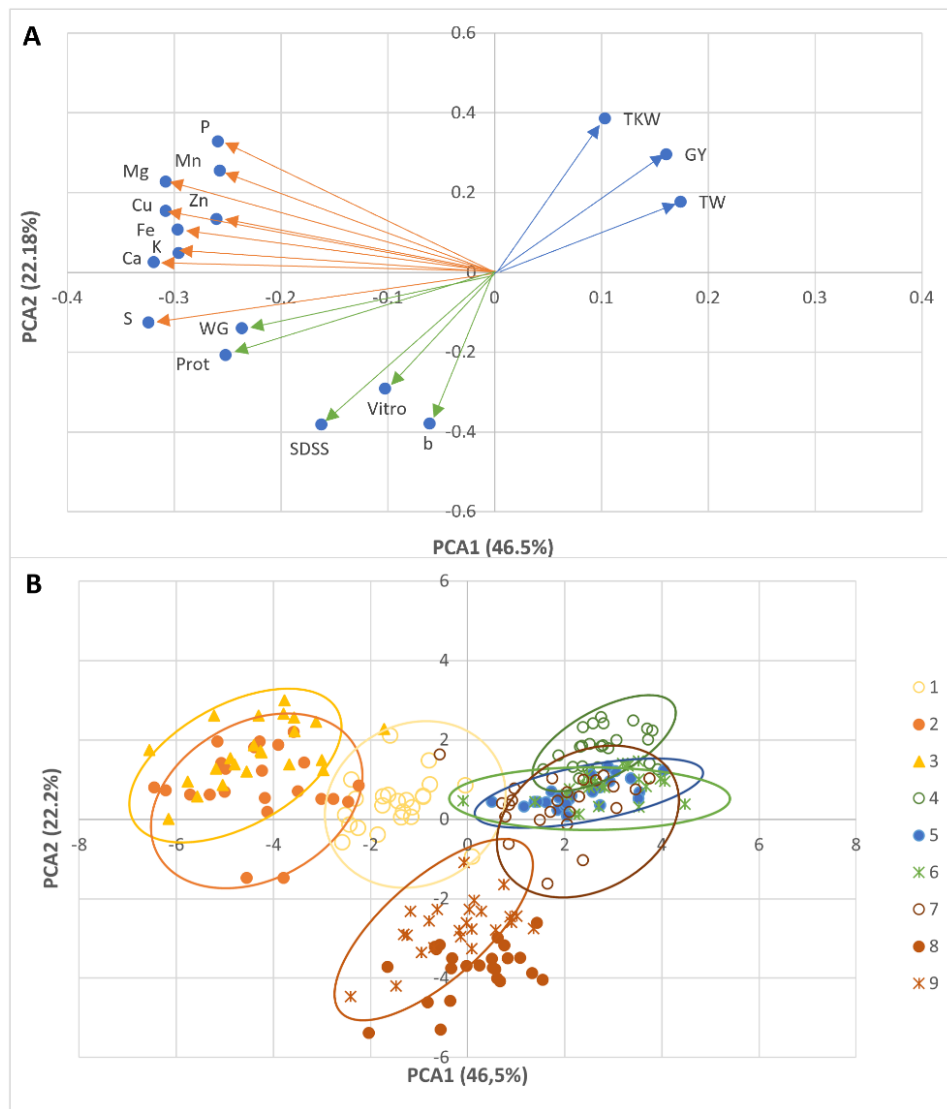 A
0.6
0.4
0.2
0
-0.2
-0.4
-0.6
-0.4
-0.3
-0.2
-0.1
0
0.1
0.2
0.3
0.4
P
Mn
Mg
Cu
Zn
Fe
K
Ca
S
WG
Prot
SDSS
Vitro
b
TKW
GY
TW
PCA2 (22.18%)
PCA1 (46.5%)
B
6
4
2
0
-2
-4
-6
-8
-6
-4
-2
0
2
4
6
8
PCA2 (22.2%)
PCA1 (46,5%)
1
2
3
4
5
6
7
8
9